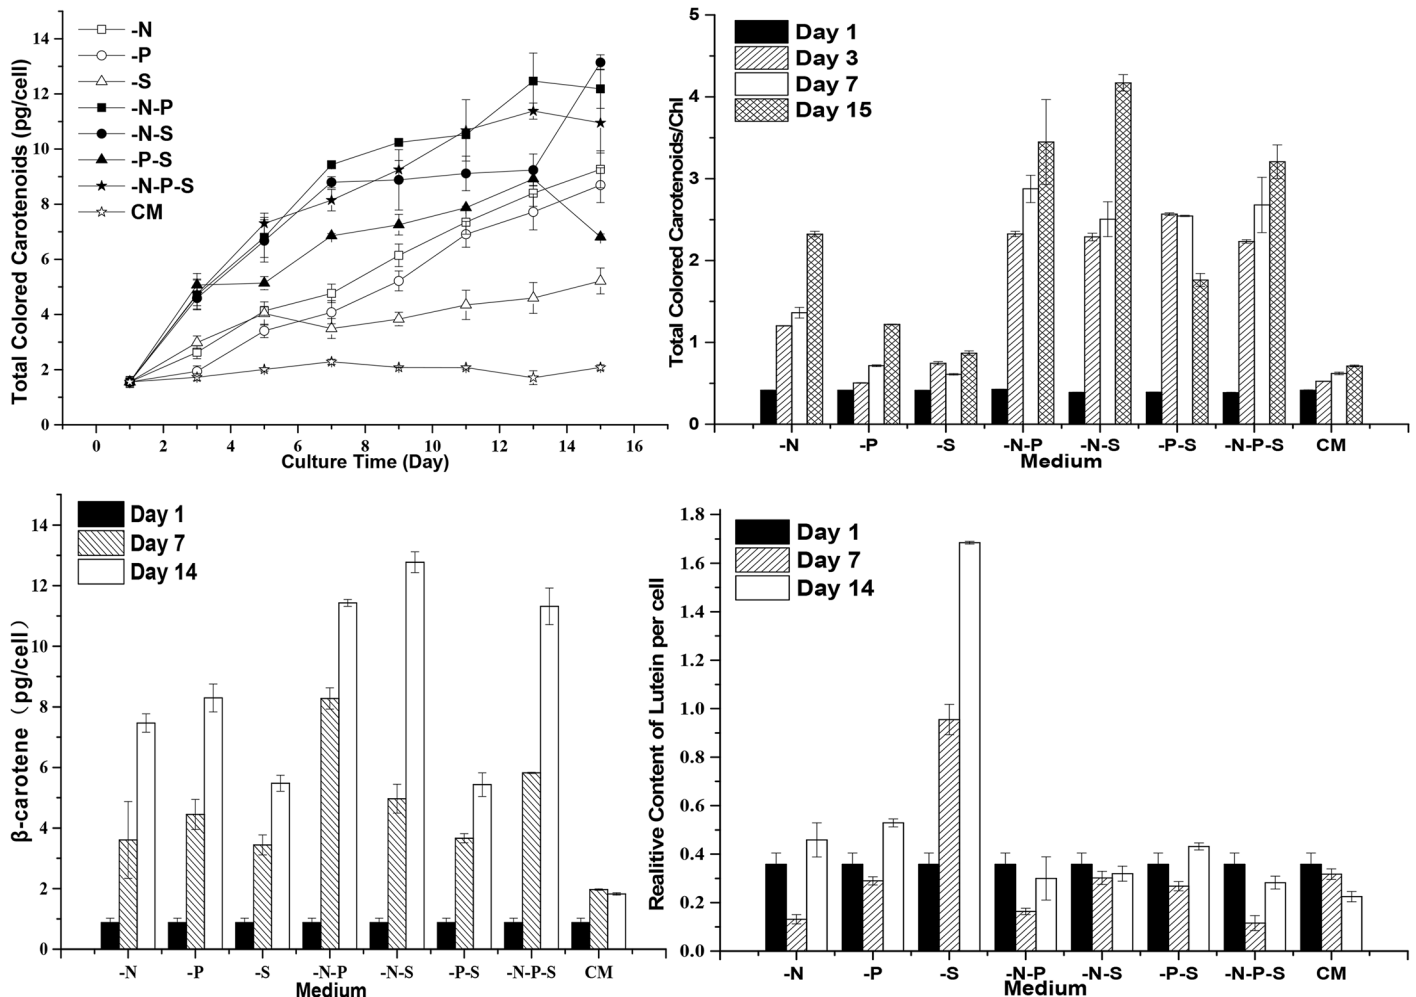 Total Colored Carotenoids (pg/cell)
14
12
10
8
6
4
2
0
-N
-P
-S
-N-P
-N-S
-P-S
-N-P-S
CM
0 2 4 6 8 10 12 14 16
Culture Time (Day)
Total Colored Carotenoids/Chl
5
4
3
2
1
0
Day 1
Day 3
Day 7
Day 15
-N -P -S -N-P -N-S -P-S -N-P-S CM
Medium
β-carotene（pg/cell）
14
12
10
8
6
4
2
0
Day 1
Day 7
Day 14
-N -P -S -N-P -N-S -P-S -N-P-S CM
Medium
Realitive Content of Lutein per cell
1.8
1.6
1.4
1.2
1.0
0.8
0.6
0.4
0.2
0.0
Day 1
Day 7
Day 14
-N -P -S -N-P -N-S -P-S -N-P-S CM
Medium